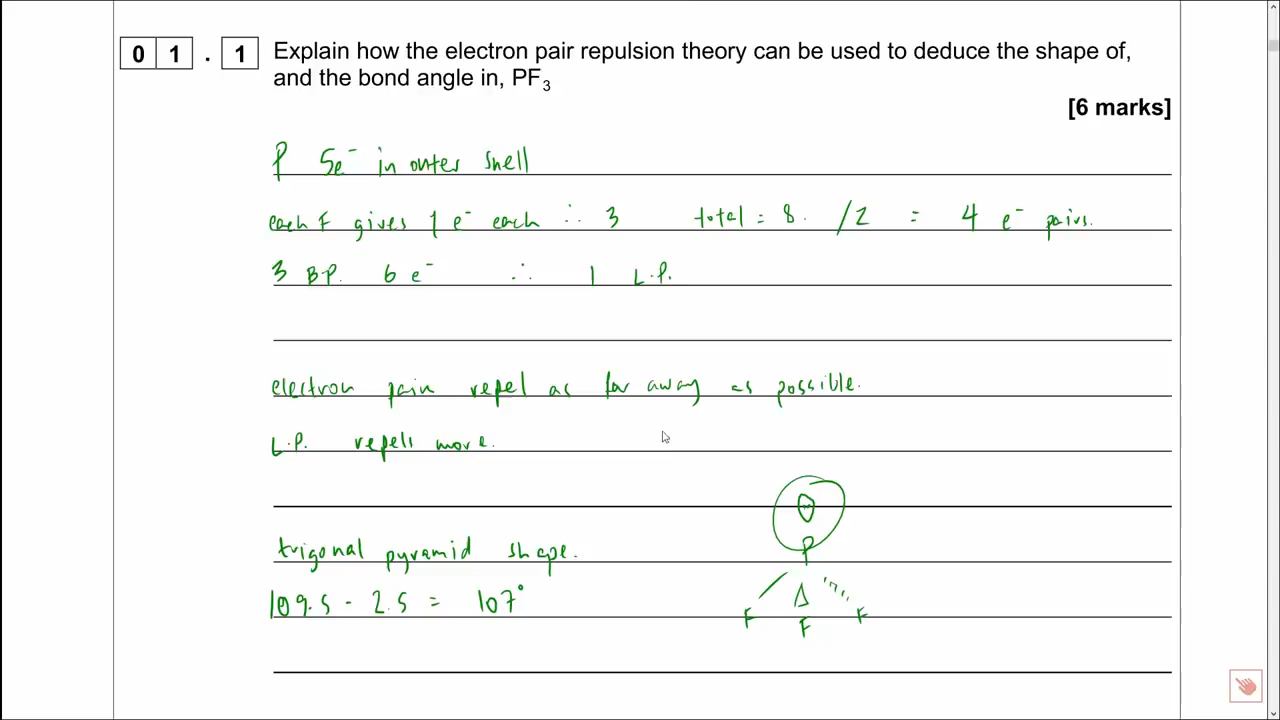 0 1 . 1 Explain how the electron pair repulsion theory can be used to deduce the shape of,
and the bond angle in, PF3
[6 marks]
P 5e⁻ in outer shell
each F gives 1 e⁻ each ∴ 3 total = 8. /2 = 4 e⁻ pairs.
3 B.P. 6 e⁻ ∴ 1 L.P.
electron pair repel as far away as possible.
L.P. repels more.
trigonal pyramid shape.
P
109.5 - 2.5 = 107°
F F F